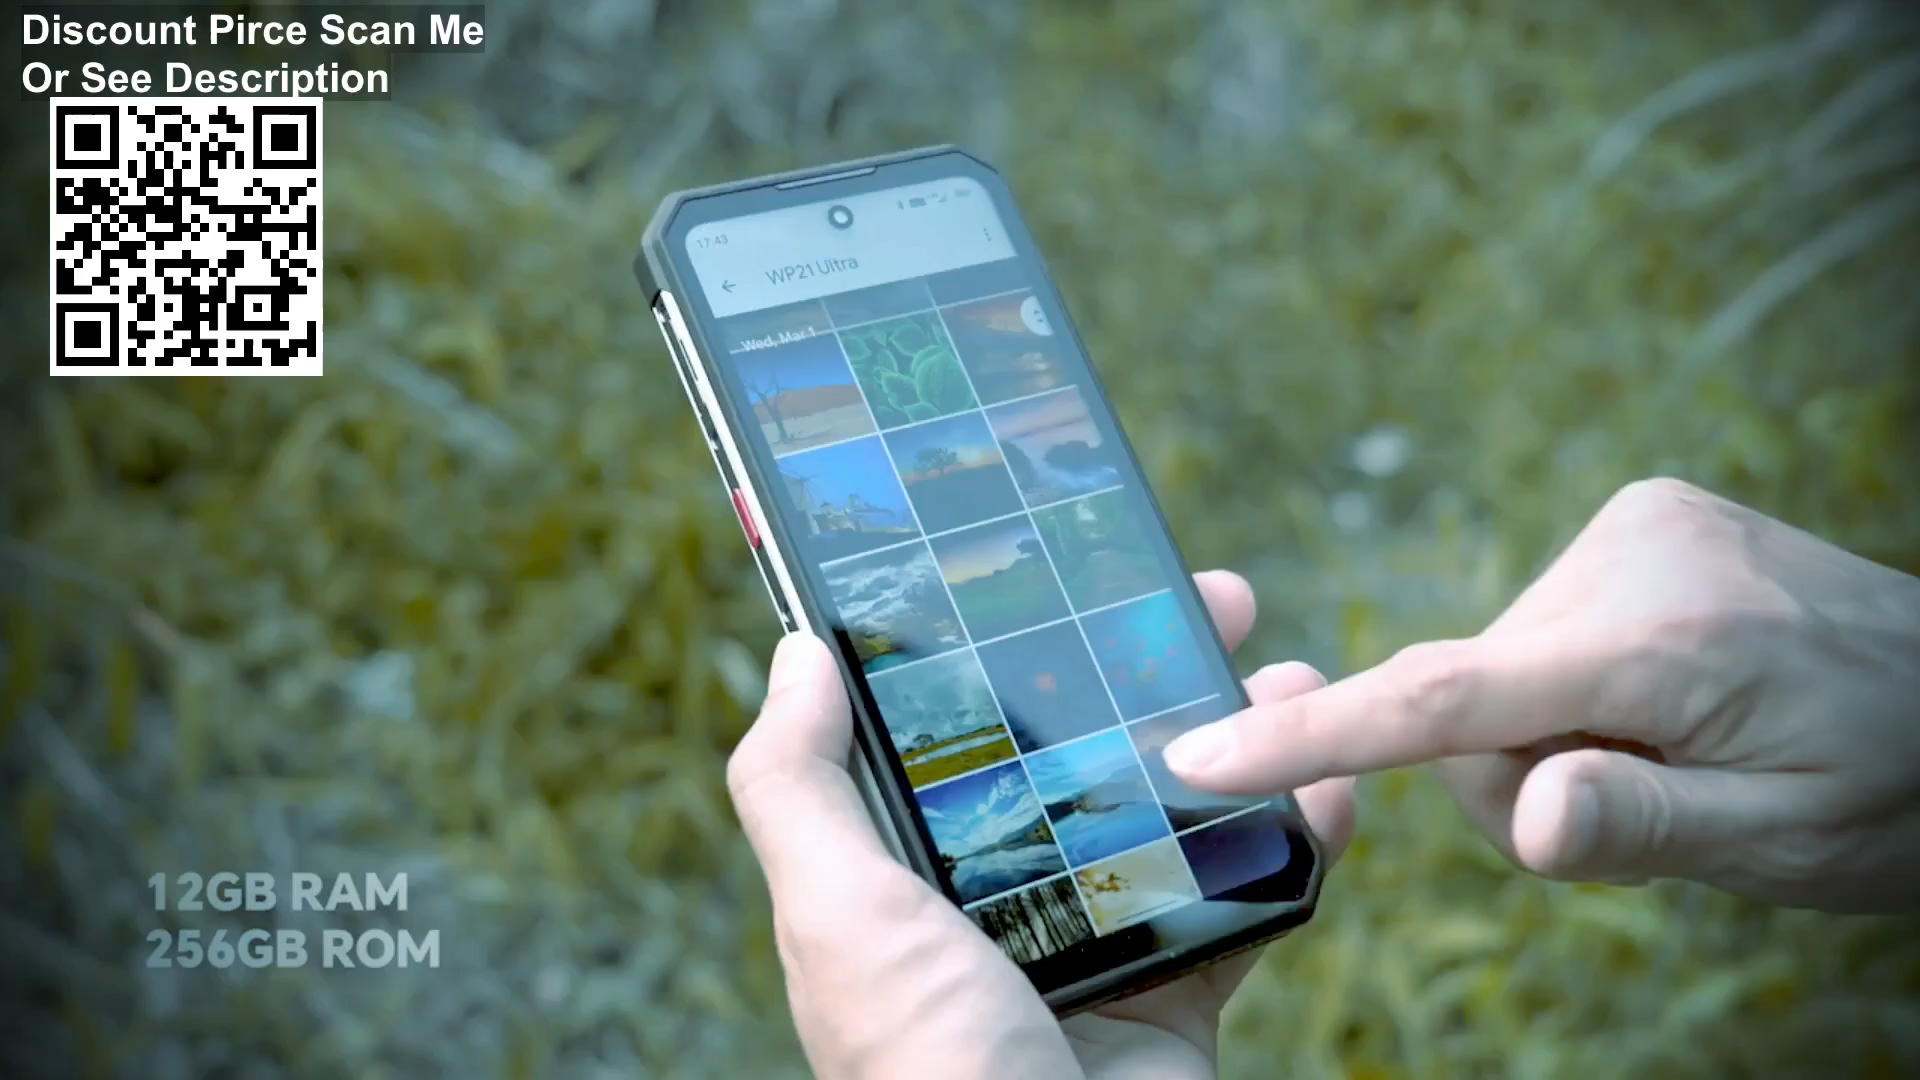 Discount Pirce Scan Me
Or See Description
17:43
WP21 Ultra
Wed, Mar 1
12GB RAM
256GB ROM